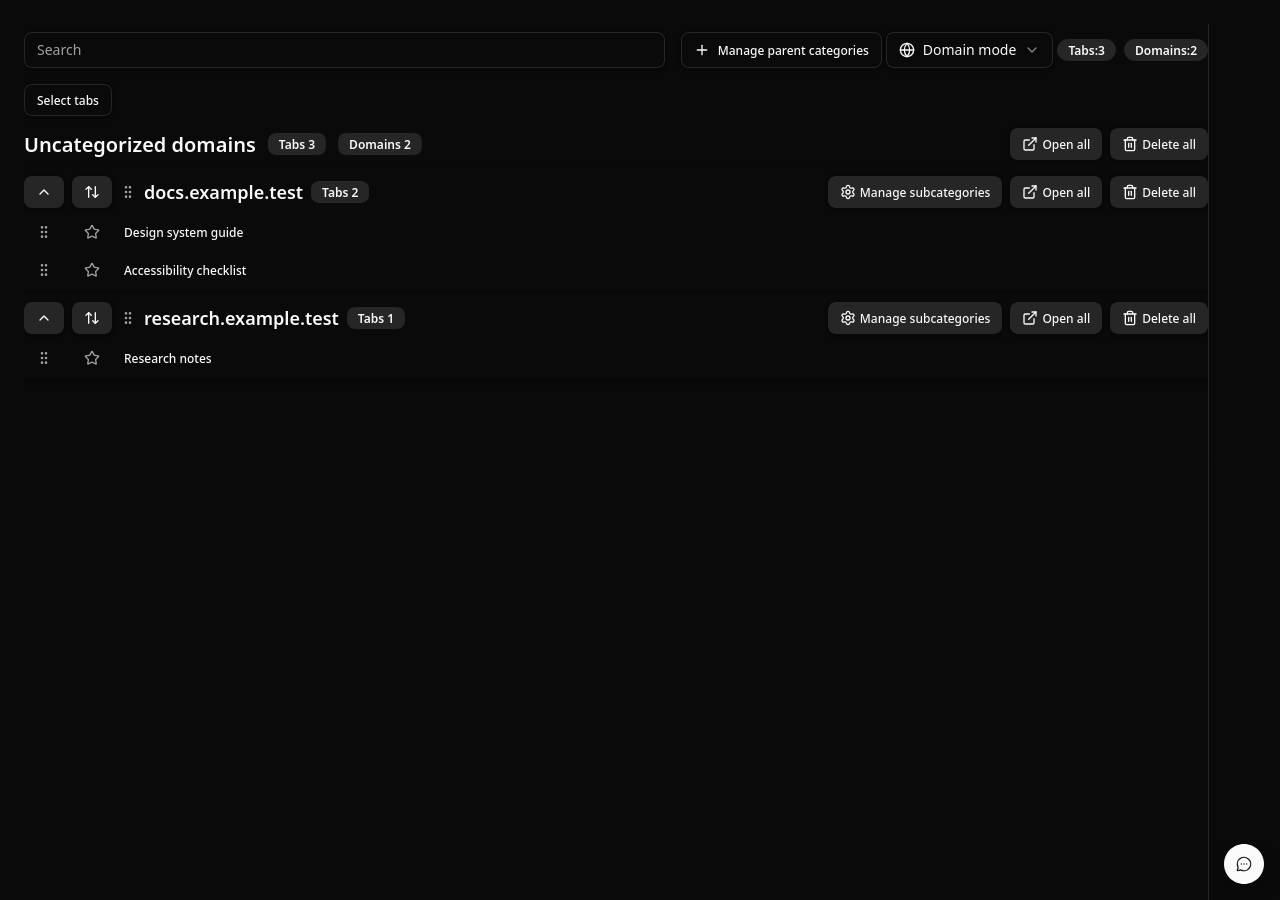 Search
Manage parent categories
Domain mode
Tabs:3
Domains:2
Select tabs
Uncategorized domains
Tabs 3
Domains 2
Open all
Delete all
docs.example.test
Tabs 2
Manage subcategories
Open all
Delete all
Design system guide
Accessibility checklist
research.example.test
Tabs 1
Manage subcategories
Open all
Delete all
Research notes